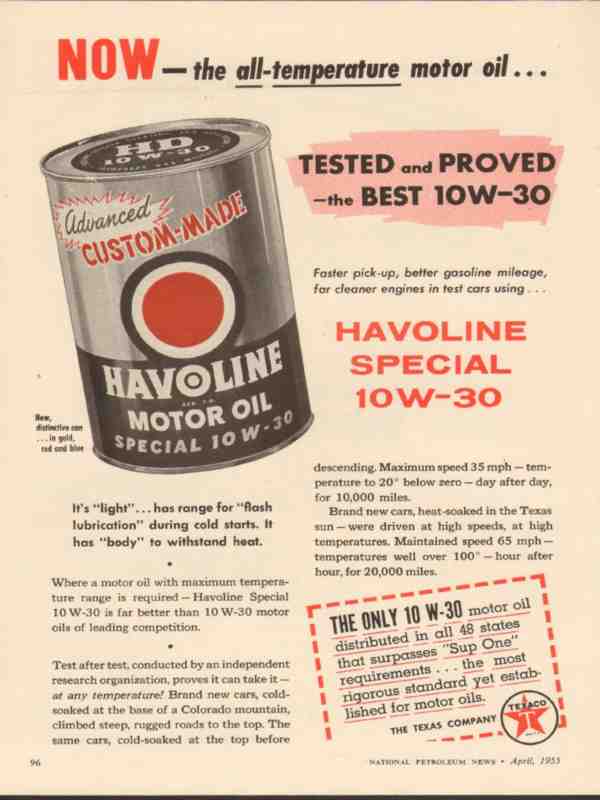 NOW — the all-temperature motor oil ...
HD
10 W-30
Advanced
CUSTOM-MADE
HAVOLINE
REG. T.M.
MOTOR OIL
SPECIAL 10 W-30
New,
distinctive can
... in gold,
red and blue
TESTED and PROVED
—the BEST 10W-30
Faster pick-up, better gasoline mileage,
far cleaner engines in test cars using ...
HAVOLINE
SPECIAL
10W-30
It's "light" ... has range for "flash
lubrication" during cold starts. It
has "body" to withstand heat.
•
Where a motor oil with maximum tempera-
ture range is required — Havoline Special
10 W-30 is far better than 10 W-30 motor
oils of leading competition.
•
Test after test, conducted by an independent
research organization, proves it can take it —
at any temperature! Brand new cars, cold-
soaked at the base of a Colorado mountain,
climbed steep, rugged roads to the top. The
same cars, cold-soaked at the top before
descending. Maximum speed 35 mph — tem-
perature to 20° below zero — day after day,
for 10,000 miles.
Brand new cars, heat-soaked in the Texas
sun — were driven at high speeds, at high
temperatures. Maintained speed 65 mph —
temperatures well over 100° — hour after
hour, for 20,000 miles.
THE ONLY 10 W-30 motor oil
distributed in all 48 states
that surpasses "Sup One"
requirements ... the most
rigorous standard yet estab-
lished for motor oils.
THE TEXAS COMPANY
TEXACO
T
96
NATIONAL PETROLEUM NEWS • April, 1955